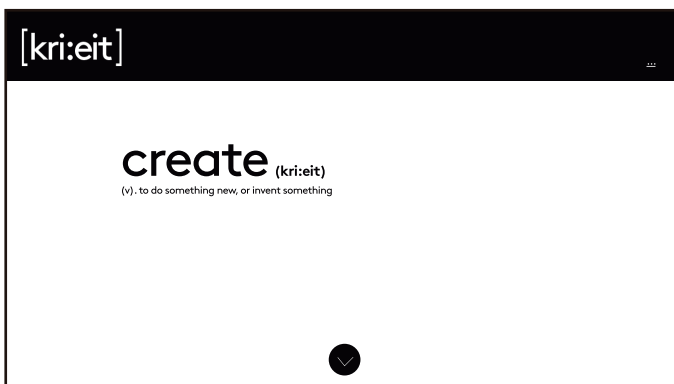 [kri:eit]
...
create (kri:eit)
(v). to do something new, or invent something